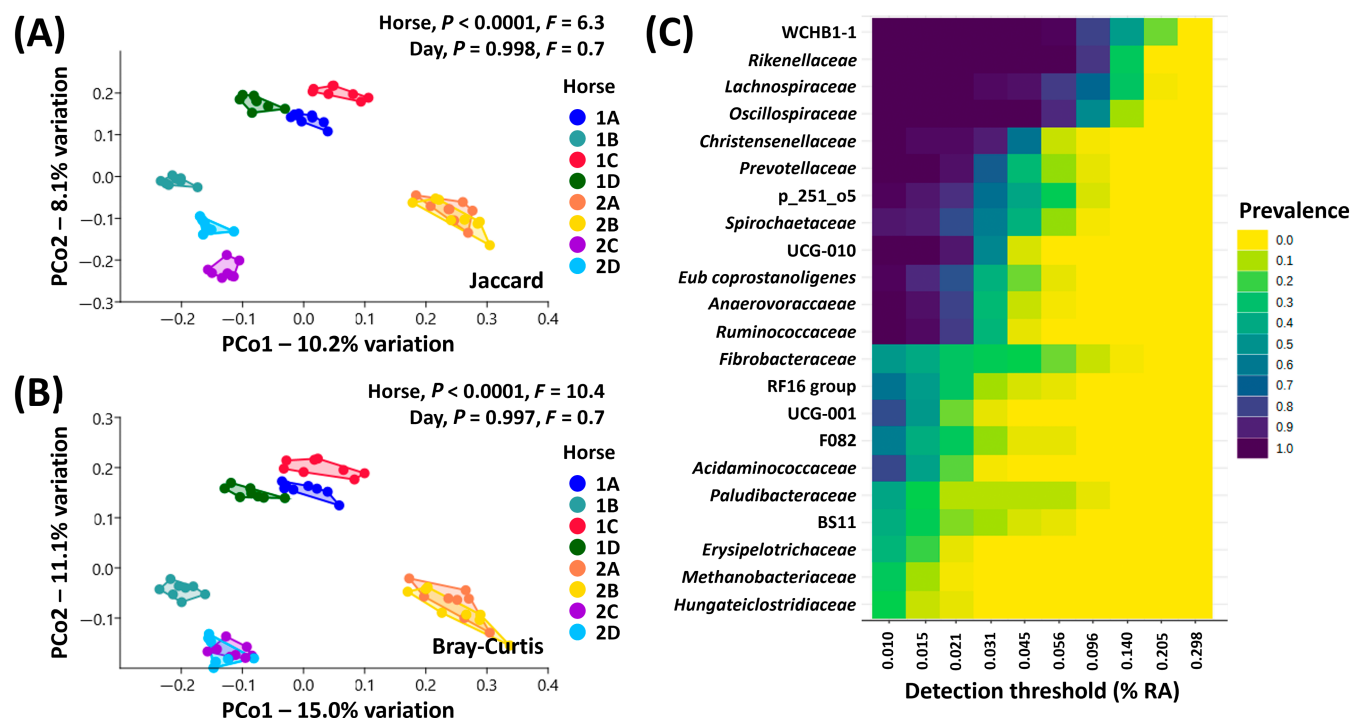 (A)
Horse, P < 0.0001, F = 6.3
Day, P = 0.998, F = 0.7
PCo2 – 8.1% variation
0.2
0.1
0.0
−0.1
−0.2
−0.3
−0.2
−0.1
0.0
0.1
0.2
0.3
0.4
PCo1 – 10.2% variation
Jaccard
Horse
1A
1B
1C
1D
2A
2B
2C
2D
(B)
Horse, P < 0.0001, F = 10.4
Day, P = 0.997, F = 0.7
PCo2 – 11.1% variation
0.3
0.2
0.1
0.0
−0.1
−0.2
−0.1
0.0
0.1
0.2
0.3
0.4
PCo1 – 15.0% variation
Bray-Curtis
Horse
1A
1B
1C
1D
2A
2B
2C
2D
(C)
WCHB1-1
Rikenellaceae
Lachnospiraceae
Oscillospiraceae
Christensenellaceae
Prevotellaceae
p_251_o5
Spirochaetaceae
UCG-010
Eub coprostanoligenes
Anaerovoraccaeae
Ruminococcaceae
Fibrobacteraceae
RF16 group
UCG-001
F082
Acidaminococcaceae
Paludibacteraceae
BS11
Erysipelotrichaceae
Methanobacteriaceae
Hungateiclostridiaceae
0.010
0.015
0.021
0.031
0.045
0.056
0.096
0.140
0.205
0.298
Detection threshold (% RA)
Prevalence
0.0
0.1
0.2
0.3
0.4
0.5
0.6
0.7
0.8
0.9
1.0